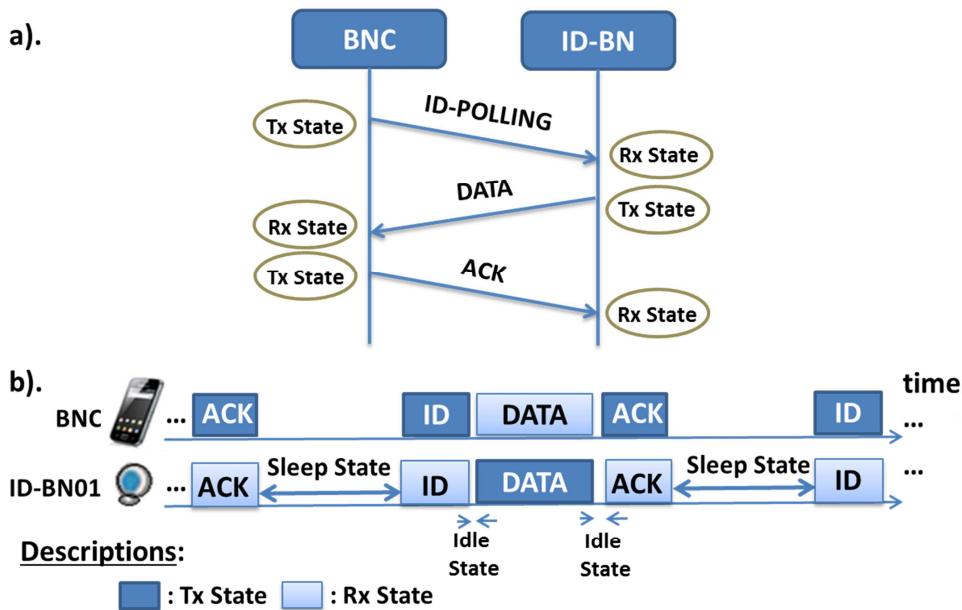 a).
BNC
ID-BN
ID-POLLING
Tx State
Rx State
DATA
Tx State
Rx State
Tx State
ACK
Rx State
b).
time
BNC
... ACK ID DATA ACK ID ...
ID-BN01
... ACK Sleep State ID DATA ACK Sleep State ID ...
Idle State
Idle State
Descriptions:
: Tx State : Rx State